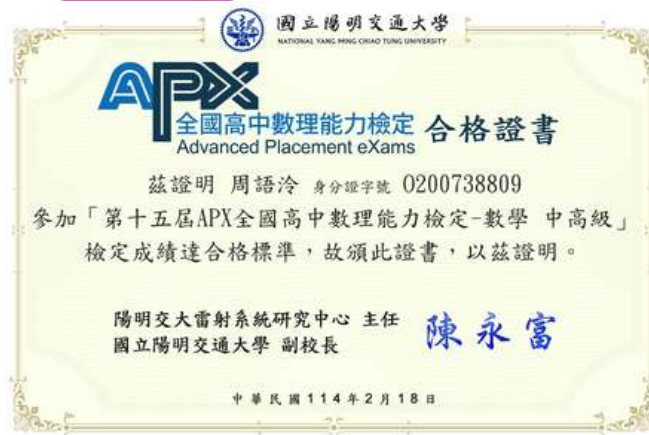 國立陽明交通大學
NATIONAL YANG MING CHIAO TUNG UNIVERSITY
APX
全國高中數理能力檢定 合格證書
Advanced Placement eXams
茲證明 周語泠 身分證字號 O200738809
參加「第十五屆APX全國高中數理能力檢定-數學 中高級」
檢定成績達合格標準,故頒此證書,以茲證明。
陽明交大雷射系統研究中心 主任
國立陽明交通大學 副校長
陳永富
中華民國114年2月18日